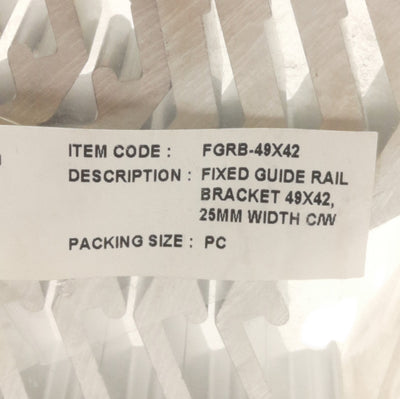 ITEM CODE : FGRB-49X42
DESCRIPTION : FIXED GUIDE RAIL
BRACKET 49X42,
25MM WIDTH C/W
PACKING SIZE : PC